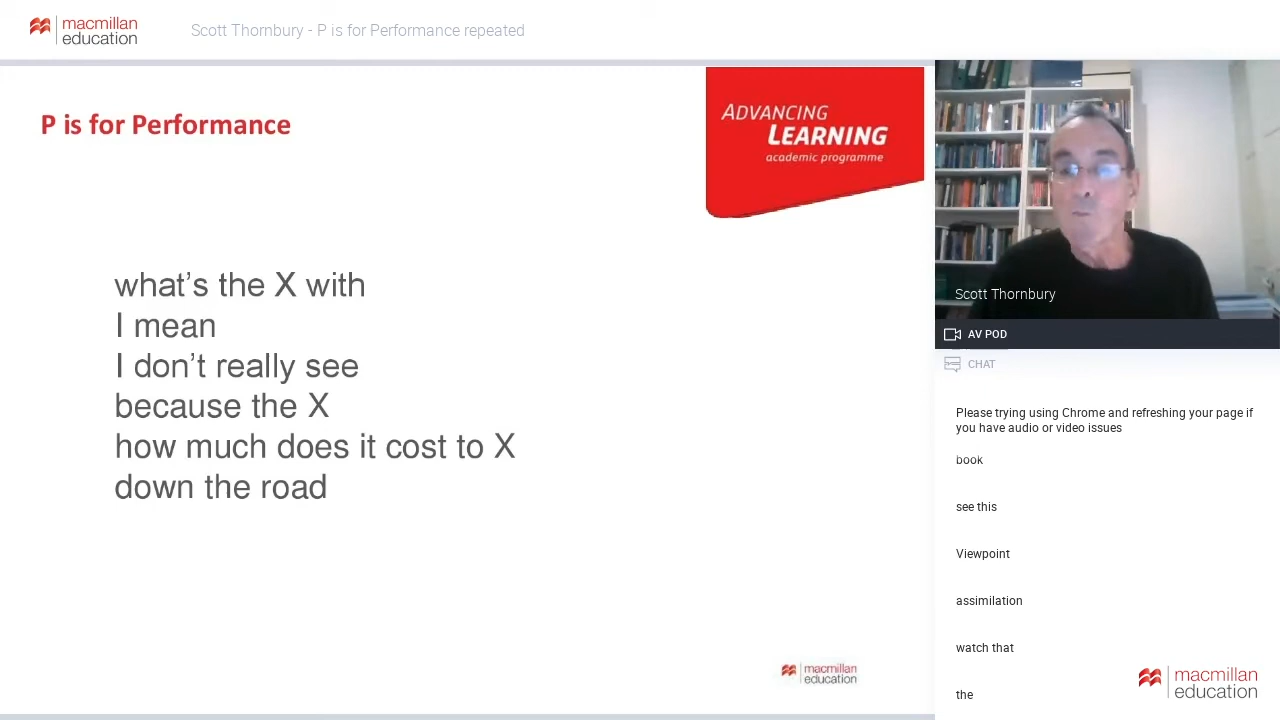 macmillan
education
Scott Thornbury - P is for Performance repeated
P is for Performance
ADVANCING
LEARNING
academic programme
what's the X with
I mean
I don't really see
because the X
how much does it cost to X
down the road
macmillan
education
Scott Thornbury
AV POD
CHAT
Please trying using Chrome and refreshing your page if
you have audio or video issues
book
see this
Viewpoint
assimilation
watch that
the
macmillan
education